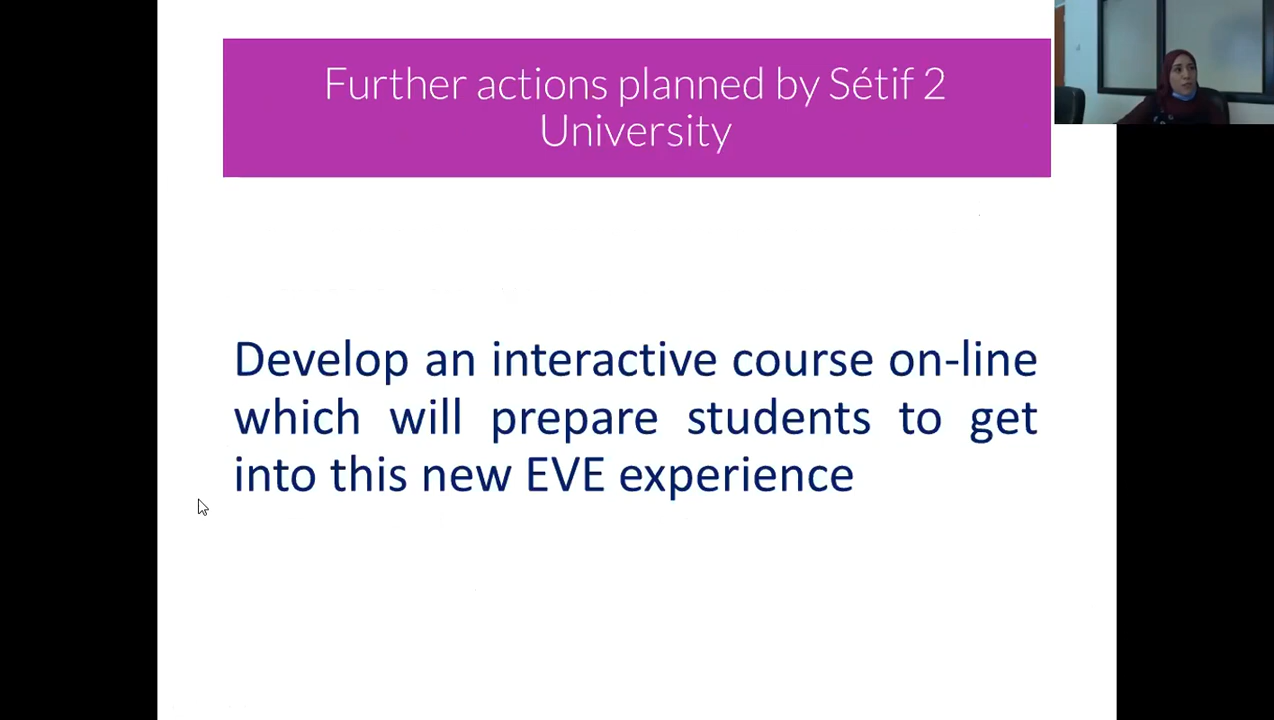 Further actions planned by Sétif 2
University
Develop an interactive course on-line
which will prepare students to get
into this new EVE experience